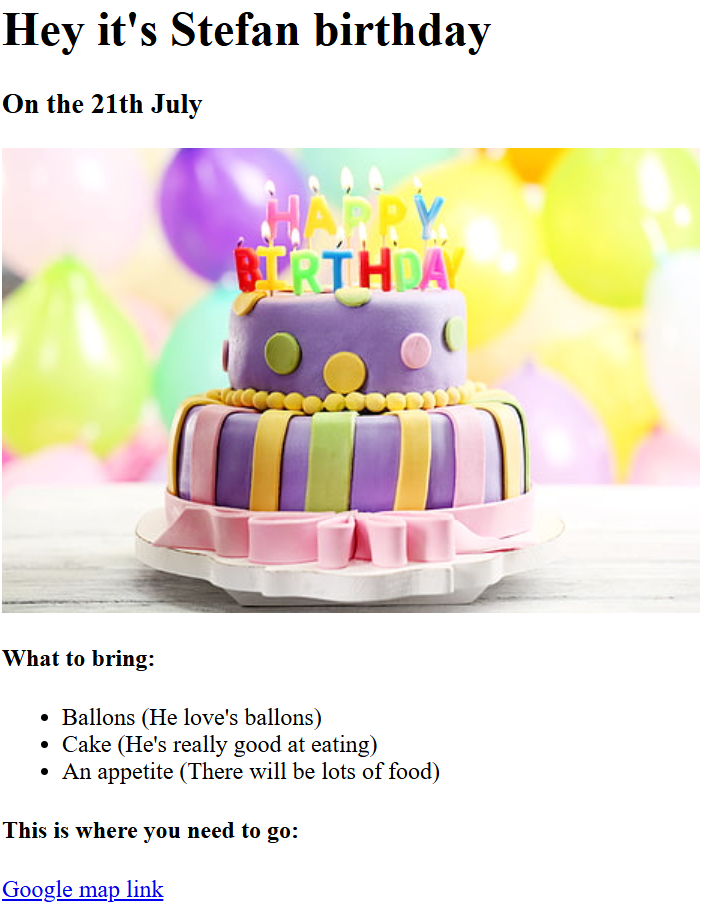 Hey it's Stefan birthday
On the 21th July
HAPPY
BIRTHDAY
What to bring:
Ballons (He love's ballons)
Cake (He's really good at eating)
An appetite (There will be lots of food)
This is where you need to go:
Google map link